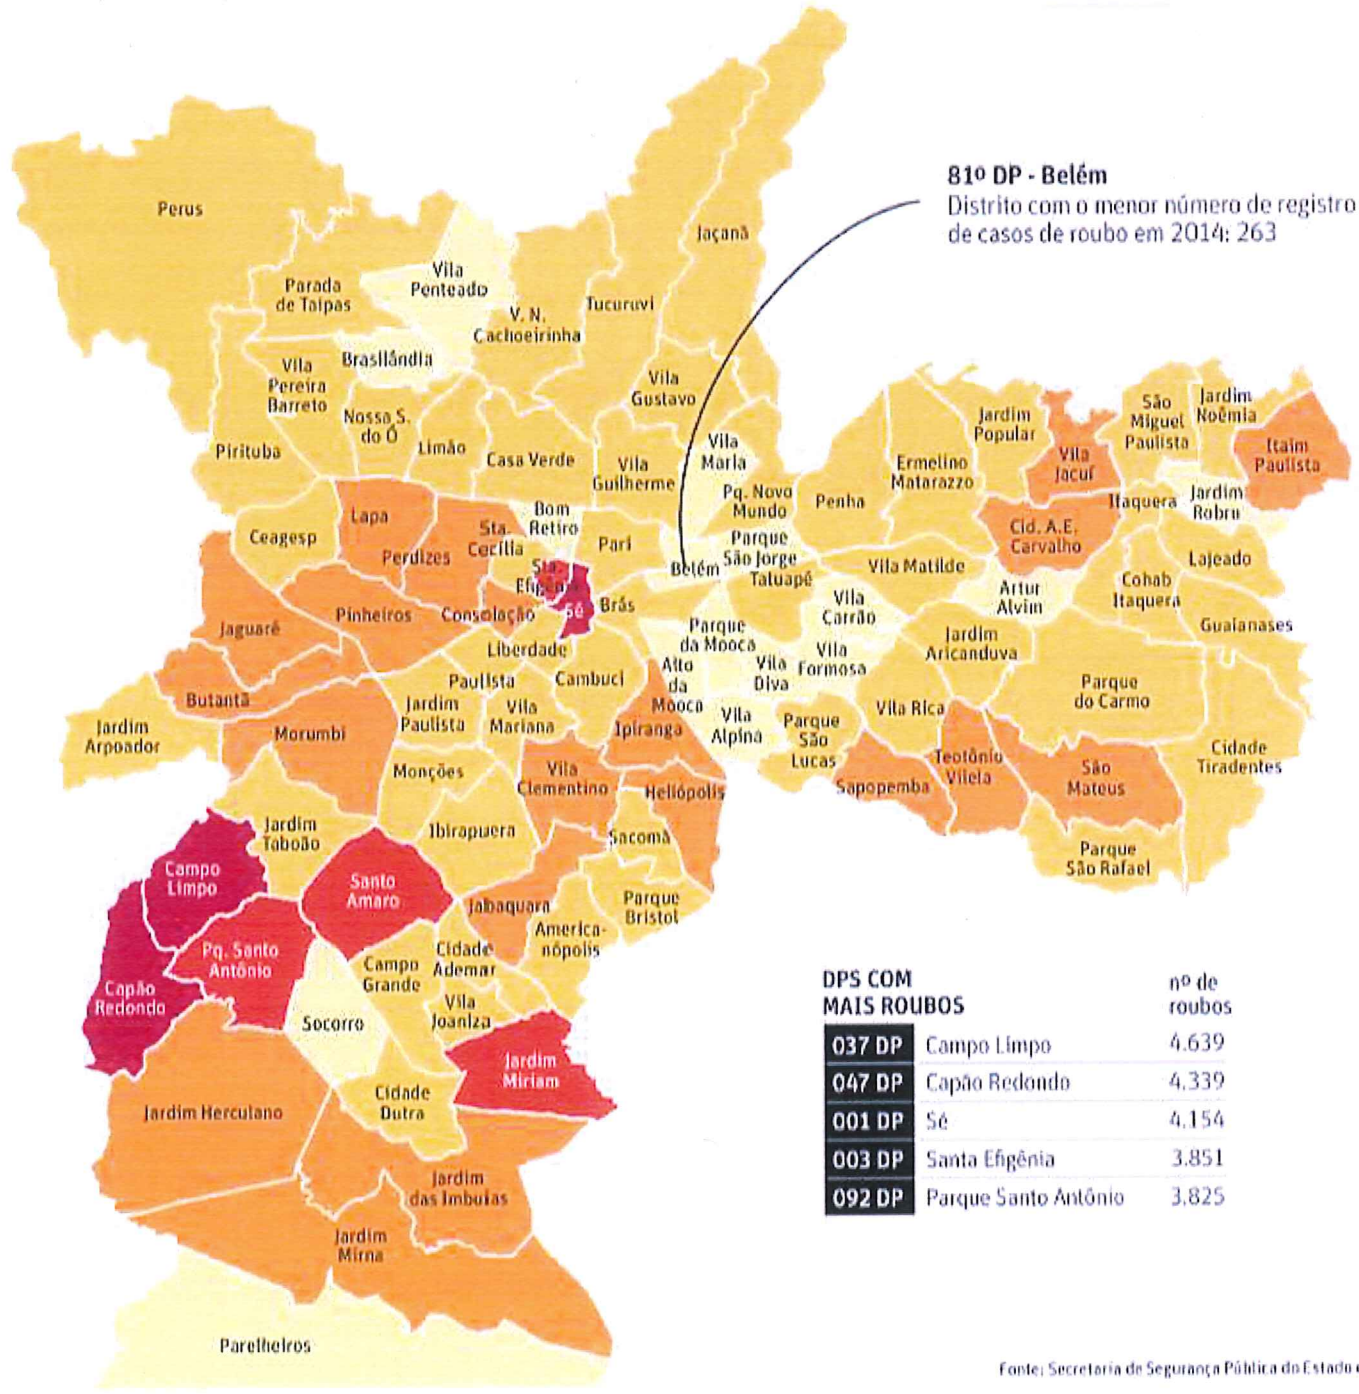 81º DP - Belém
Distrito com o menor número de registro
de casos de roubo em 2014: 263
Perus
Jaçanã
Parada
de Taipas
Vila
Penteado
V. N.
Cachoeirinha
Tucuruvi
Brasilândia
Vila
Pereira
Barreto
Vila
Gustavo
Nossa S.
do Ó
Limão
Pirituba
Casa Verde
Vila
Guilherme
Vila
Maria
Pq. Novo
Mundo
Penha
Ermelino
Matarazzo
Jardim
Popular
Vila
Jacuí
São
Miguel
Paulista
Jardim
Noêmia
Itaim
Paulista
Itaquera
Jardim
Robru
Ceagesp
Lapa
Perdizes
Sta.
Cecília
Bom
Retiro
Pari
Belém
Parque
São Jorge
Tatuapé
Vila Matilde
Cid. A.E.
Carvalho
Lajeado
Artur
Alvim
Cohab
Itaquera
Guaianases
Jaguaré
Pinheiros
Consolação
Sta.
Sé
Brás
Liberdade
Parque
da Mooca
Vila
Carrão
Jardim
Aricanduva
Butantã
Paulista
Cambuci
Alto
da
Mooca
Vila
Diva
Vila
Formosa
Parque
do Carmo
Jardim
Arpoador
Morumbi
Jardim
Paulista
Vila
Mariana
Ipiranga
Vila
Alpina
Parque
São
Lucas
Vila Rica
Cidade
Tiradentes
Monções
Vila
Clementino
Heliópolis
Sapopemba
Teotônio
Vilela
São
Mateus
Jardim
Taboão
Ibirapuera
Sacomã
Parque
São Rafael
Campo
Limpo
Santo
Amaro
Jabaquara
Parque
Bristol
America-
nópolis
Pq. Santo
Antônio
Campo
Grande
Cidade
Ademar
Capão
Redondo
Socorro
Vila
Joaniza
Jardim
Miriam
Cidade
Dutra
Jardim Herculano
Jardim
das Imbuias
Jardim
Mirna
Parelheiros
DPS COM
MAIS ROUBOS
nº de
roubos
037 DP Campo Limpo 4.639
047 DP Capão Redondo 4.339
001 DP Sé 4.154
003 DP Santa Efigênia 3.851
092 DP Parque Santo Antônio 3.825
Fonte: Secretaria de Segurança Pública do Estado